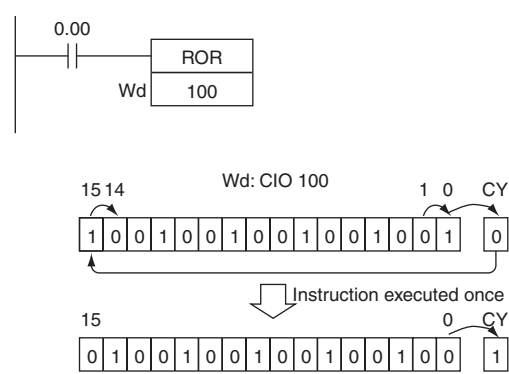 0.00
ROR
Wd 100
Wd: CIO 100
15 14 1 0 CY
1 0 0 1 0 0 1 0 0 1 0 0 1 0 0 1 0
Instruction executed once
15 0 CY
0 1 0 0 1 0 0 1 0 0 1 0 0 1 0 0 1